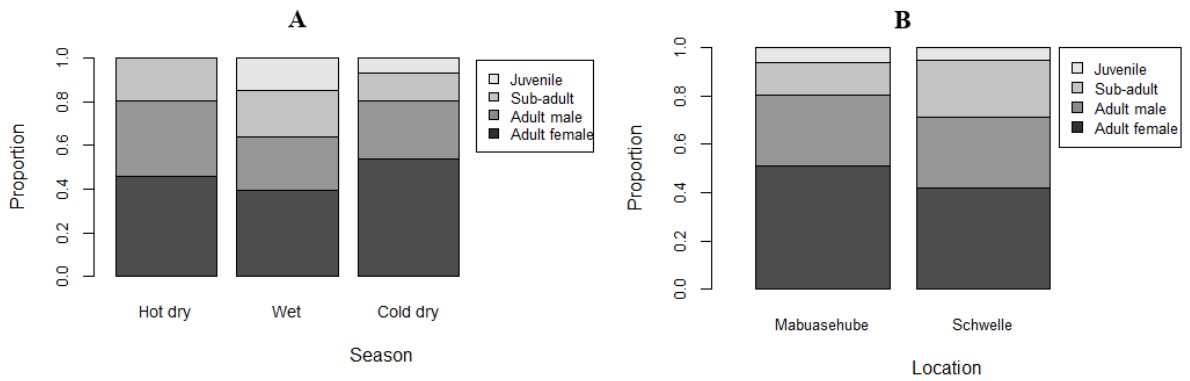 A
Proportion
1.0
0.8
0.6
0.4
0.2
0.0
Hot dry
Wet
Cold dry
Season
Juvenile
Sub-adult
Adult male
Adult female
B
Proportion
1.0
0.8
0.6
0.4
0.2
0.0
Mabuasehube
Schwelle
Location
Juvenile
Sub-adult
Adult male
Adult female